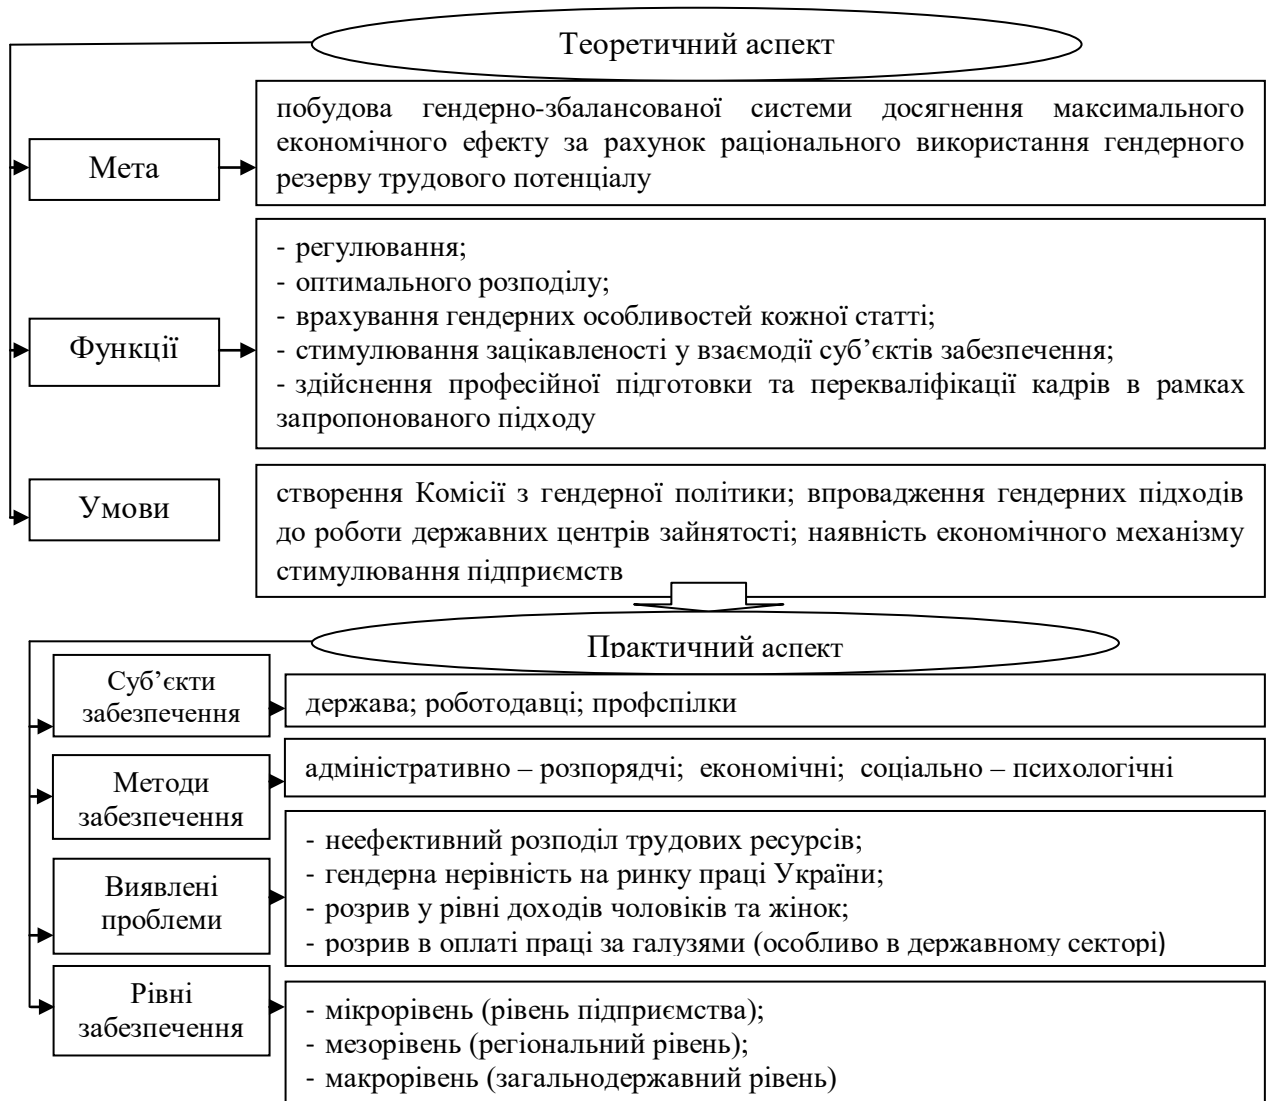 Теоретичний аспект
Мета
побудова гендерно-збалансованої системи досягнення максимального
економічного ефекту за рахунок раціонального використання гендерного
резерву трудового потенціалу
Функції
- регулювання;
- оптимального розподілу;
- врахування гендерних особливостей кожної статті;
- стимулювання зацікавленості у взаємодії суб’єктів забезпечення;
- здійснення професійної підготовки та перекваліфікації кадрів в рамках
запропонованого підходу
Умови
створення Комісії з гендерної політики; впровадження гендерних підходів
до роботи державних центрів зайнятості; наявність економічного механізму
стимулювання підприємств
Практичний аспект
Суб’єкти
забезпечення
держава; роботодавці; профспілки
Методи
забезпечення
адміністративно – розпорядчі; економічні; соціально – психологічні
Виявлені
проблеми
- неефективний розподіл трудових ресурсів;
- гендерна нерівність на ринку праці України;
- розрив у рівні доходів чоловіків та жінок;
- розрив в оплаті праці за галузями (особливо в державному секторі)
Рівні
забезпечення
- мікрорівень (рівень підприємства);
- мезорівень (регіональний рівень);
- макрорівень (загальнодержавний рівень)